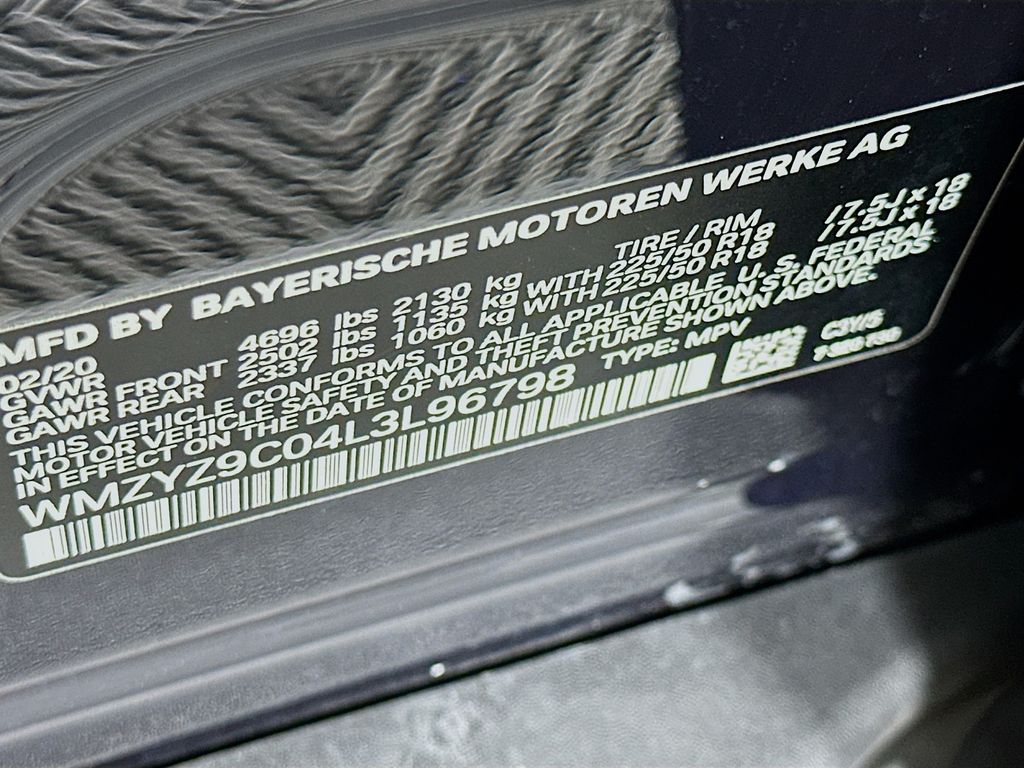 MFD BY BAYERISCHE MOTOREN WERKE AG
02/20 TIRE / RIM
GVWR 4696 lbs 2130 kg
GAWR FRONT 2502 lbs 1135 kg WITH 225/50 R18 / 7.5J x 18
GAWR REAR 2337 lbs 1060 kg WITH 225/50 R18 / 7.5J x 18
THIS VEHICLE CONFORMS TO ALL APPLICABLE U. S. FEDERAL
MOTOR VEHICLE SAFETY AND THEFT PREVENTION STANDARDS
IN EFFECT ON THE DATE OF MANUFACTURE SHOWN ABOVE.
WMZYZ9C04L3L96798 TYPE: MPV